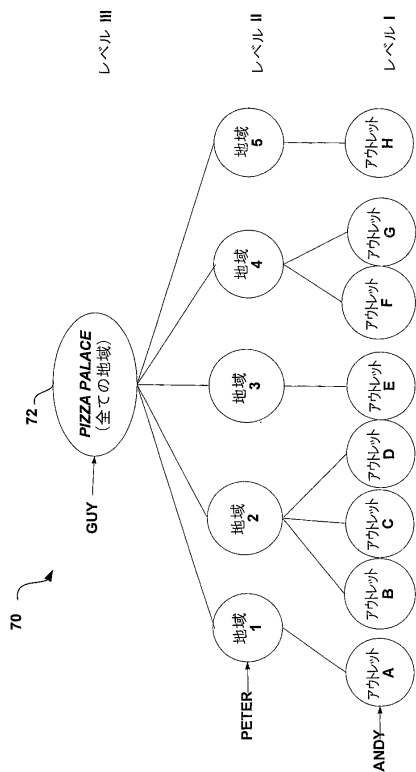 70
72
GUY
PIZZA PALACE
(全ての地域)
レベル III
PETER
地域
1
地域
2
地域
3
地域
4
地域
5
レベル II
ANDY
アウトレット
A
アウトレット
B
アウトレット
C
アウトレット
D
アウトレット
E
アウトレット
F
アウトレット
G
アウトレット
H
レベル I